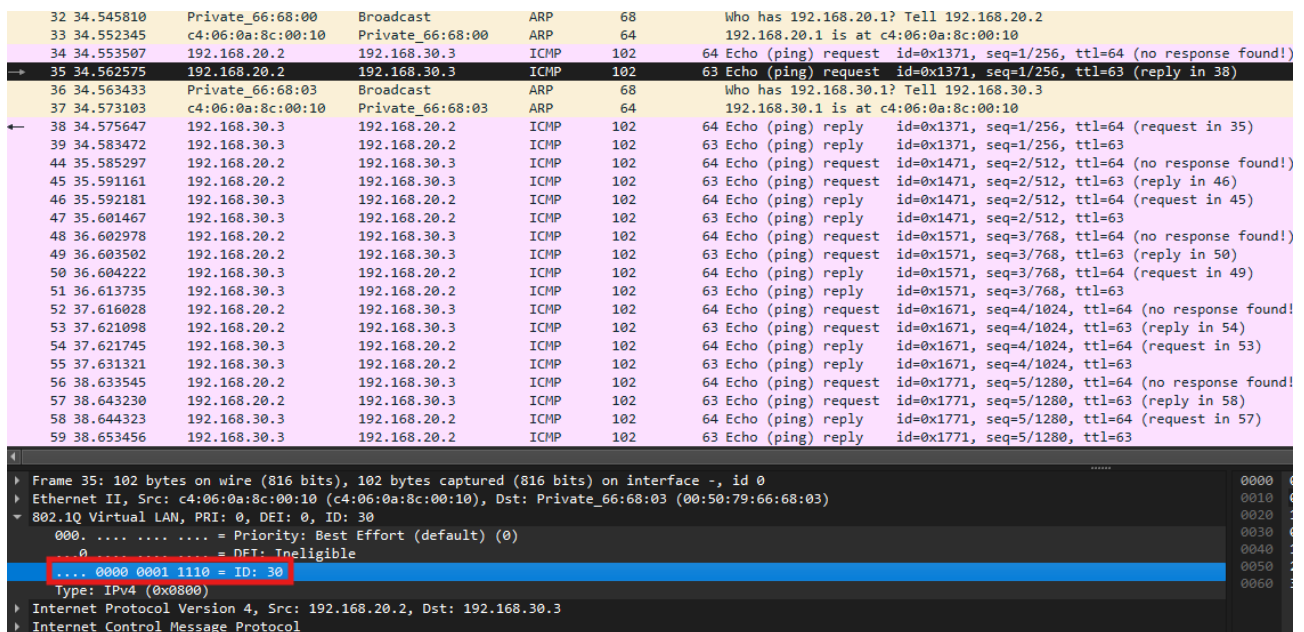 32 34.545810 Private_66:68:00 Broadcast ARP 68 Who has 192.168.20.1? Tell 192.168.20.2
33 34.552345 c4:06:0a:8c:00:10 Private_66:68:00 ARP 64 192.168.20.1 is at c4:06:0a:8c:00:10
34 34.553507 192.168.20.2 192.168.30.3 ICMP 102 64 Echo (ping) request id=0x1371, seq=1/256, ttl=64 (no response found!)
35 34.562575 192.168.20.2 192.168.30.3 ICMP 102 63 Echo (ping) request id=0x1371, seq=1/256, ttl=63 (reply in 38)
36 34.563433 Private_66:68:03 Broadcast ARP 68 Who has 192.168.30.1? Tell 192.168.30.3
37 34.573103 c4:06:0a:8c:00:10 Private_66:68:03 ARP 64 192.168.30.1 is at c4:06:0a:8c:00:10
38 34.575647 192.168.30.3 192.168.20.2 ICMP 102 64 Echo (ping) reply id=0x1371, seq=1/256, ttl=64 (request in 35)
39 34.583472 192.168.30.3 192.168.20.2 ICMP 102 63 Echo (ping) reply id=0x1371, seq=1/256, ttl=63
44 35.585297 192.168.20.2 192.168.30.3 ICMP 102 64 Echo (ping) request id=0x1471, seq=2/512, ttl=64 (no response found!)
45 35.591161 192.168.20.2 192.168.30.3 ICMP 102 63 Echo (ping) request id=0x1471, seq=2/512, ttl=63 (reply in 46)
46 35.592181 192.168.30.3 192.168.20.2 ICMP 102 64 Echo (ping) reply id=0x1471, seq=2/512, ttl=64 (request in 45)
47 35.601467 192.168.30.3 192.168.20.2 ICMP 102 63 Echo (ping) reply id=0x1471, seq=2/512, ttl=63
48 36.602978 192.168.20.2 192.168.30.3 ICMP 102 64 Echo (ping) request id=0x1571, seq=3/768, ttl=64 (no response found!)
49 36.603502 192.168.20.2 192.168.30.3 ICMP 102 63 Echo (ping) request id=0x1571, seq=3/768, ttl=63 (reply in 50)
50 36.604222 192.168.30.3 192.168.20.2 ICMP 102 64 Echo (ping) reply id=0x1571, seq=3/768, ttl=64 (request in 49)
51 36.613735 192.168.30.3 192.168.20.2 ICMP 102 63 Echo (ping) reply id=0x1571, seq=3/768, ttl=63
52 37.616028 192.168.20.2 192.168.30.3 ICMP 102 64 Echo (ping) request id=0x1671, seq=4/1024, ttl=64 (no response found!
53 37.621098 192.168.20.2 192.168.30.3 ICMP 102 63 Echo (ping) request id=0x1671, seq=4/1024, ttl=63 (reply in 54)
54 37.621745 192.168.30.3 192.168.20.2 ICMP 102 64 Echo (ping) reply id=0x1671, seq=4/1024, ttl=64 (request in 53)
55 37.631321 192.168.30.3 192.168.20.2 ICMP 102 63 Echo (ping) reply id=0x1671, seq=4/1024, ttl=63
56 38.633545 192.168.20.2 192.168.30.3 ICMP 102 64 Echo (ping) request id=0x1771, seq=5/1280, ttl=64 (no response found!
57 38.643230 192.168.20.2 192.168.30.3 ICMP 102 63 Echo (ping) request id=0x1771, seq=5/1280, ttl=63 (reply in 58)
58 38.644323 192.168.30.3 192.168.20.2 ICMP 102 64 Echo (ping) reply id=0x1771, seq=5/1280, ttl=64 (request in 57)
59 38.653456 192.168.30.3 192.168.20.2 ICMP 102 63 Echo (ping) reply id=0x1771, seq=5/1280, ttl=63
Frame 35: 102 bytes on wire (816 bits), 102 bytes captured (816 bits) on interface -, id 0
Ethernet II, Src: c4:06:0a:8c:00:10 (c4:06:0a:8c:00:10), Dst: Private_66:68:03 (00:50:79:66:68:03)
802.1Q Virtual LAN, PRI: 0, DEI: 0, ID: 30
000. .... .... .... = Priority: Best Effort (default) (0)
...0 .... .... .... = DEI: Ineligible
.... 0000 0001 1110 = ID: 30
Type: IPv4 (0x0800)
Internet Protocol Version 4, Src: 192.168.20.2, Dst: 192.168.30.3
Internet Control Message Protocol
0000
0010
0020
0030
0040
0050
0060